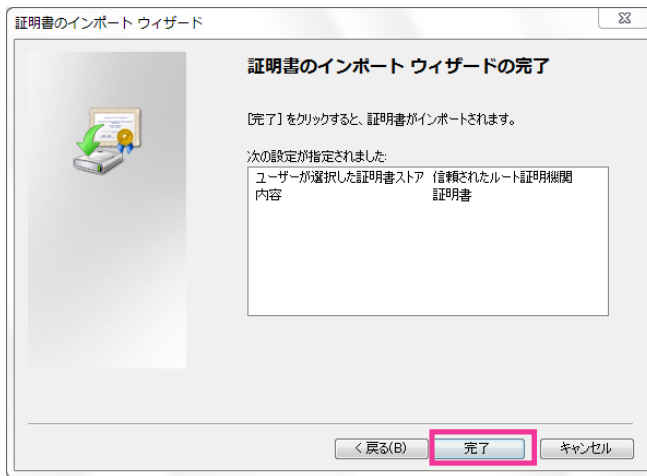 証明書のインポート ウィザード
証明書のインポート ウィザードの完了
[完了] をクリックすると、証明書がインポートされます。
次の設定が指定されました:
ユーザーが選択した証明書ストア 信頼されたルート証明機関
内容 証明書
< 戻る(B) 完了 キャンセル